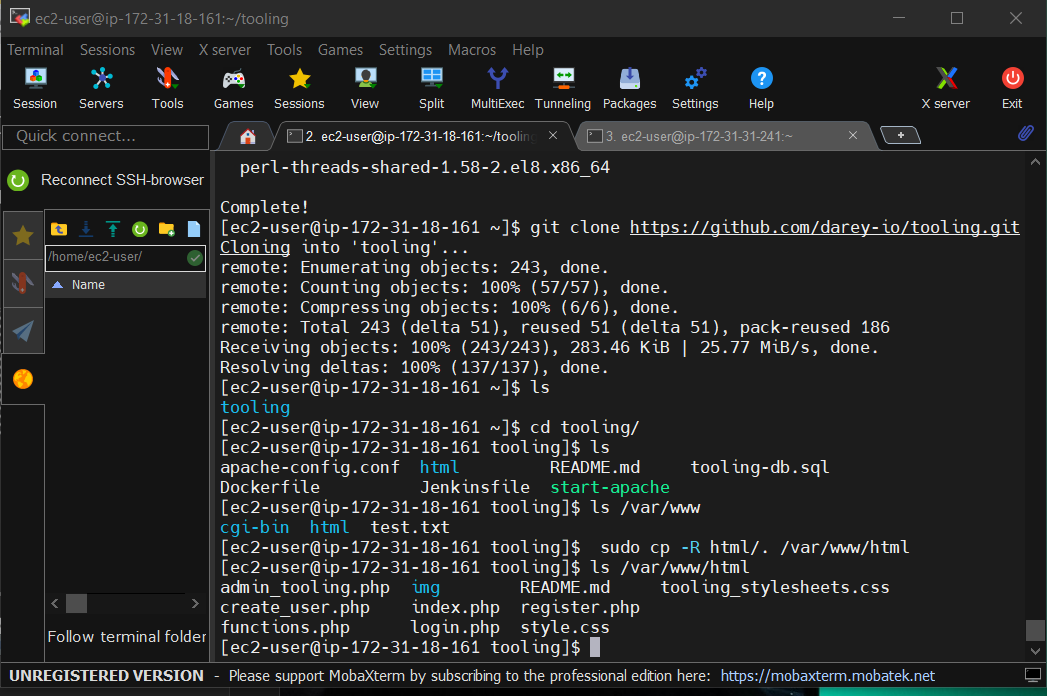 ec2-user@ip-172-31-18-161:~/tooling
Terminal Sessions View X server Tools Games Settings Macros Help
Session Servers Tools Games Sessions View Split MultiExec Tunneling Packages Settings Help X server Exit
Quick connect...
2. ec2-user@ip-172-31-18-161:~/tooling
3. ec2-user@ip-172-31-31-241:~
Reconnect SSH-browser
/home/ec2-user/
Name
Follow terminal folder
perl-threads-shared-1.58-2.el8.x86_64
Complete!
[ec2-user@ip-172-31-18-161 ~]$ git clone https://github.com/darey-io/tooling.git
Cloning into 'tooling'...
remote: Enumerating objects: 243, done.
remote: Counting objects: 100% (57/57), done.
remote: Compressing objects: 100% (6/6), done.
remote: Total 243 (delta 51), reused 51 (delta 51), pack-reused 186
Receiving objects: 100% (243/243), 283.46 KiB | 25.77 MiB/s, done.
Resolving deltas: 100% (137/137), done.
[ec2-user@ip-172-31-18-161 ~]$ ls
tooling
[ec2-user@ip-172-31-18-161 ~]$ cd tooling/
[ec2-user@ip-172-31-18-161 tooling]$ ls
apache-config.conf html README.md tooling-db.sql
Dockerfile Jenkinsfile start-apache
[ec2-user@ip-172-31-18-161 tooling]$ ls /var/www
cgi-bin html test.txt
[ec2-user@ip-172-31-18-161 tooling]$ sudo cp -R html/. /var/www/html
[ec2-user@ip-172-31-18-161 tooling]$ ls /var/www/html
admin_tooling.php img README.md tooling_stylesheets.css
create_user.php index.php register.php
functions.php login.php style.css
[ec2-user@ip-172-31-18-161 tooling]$
UNREGISTERED VERSION - Please support MobaXterm by subscribing to the professional edition here: https://mobaxterm.mobatek.net